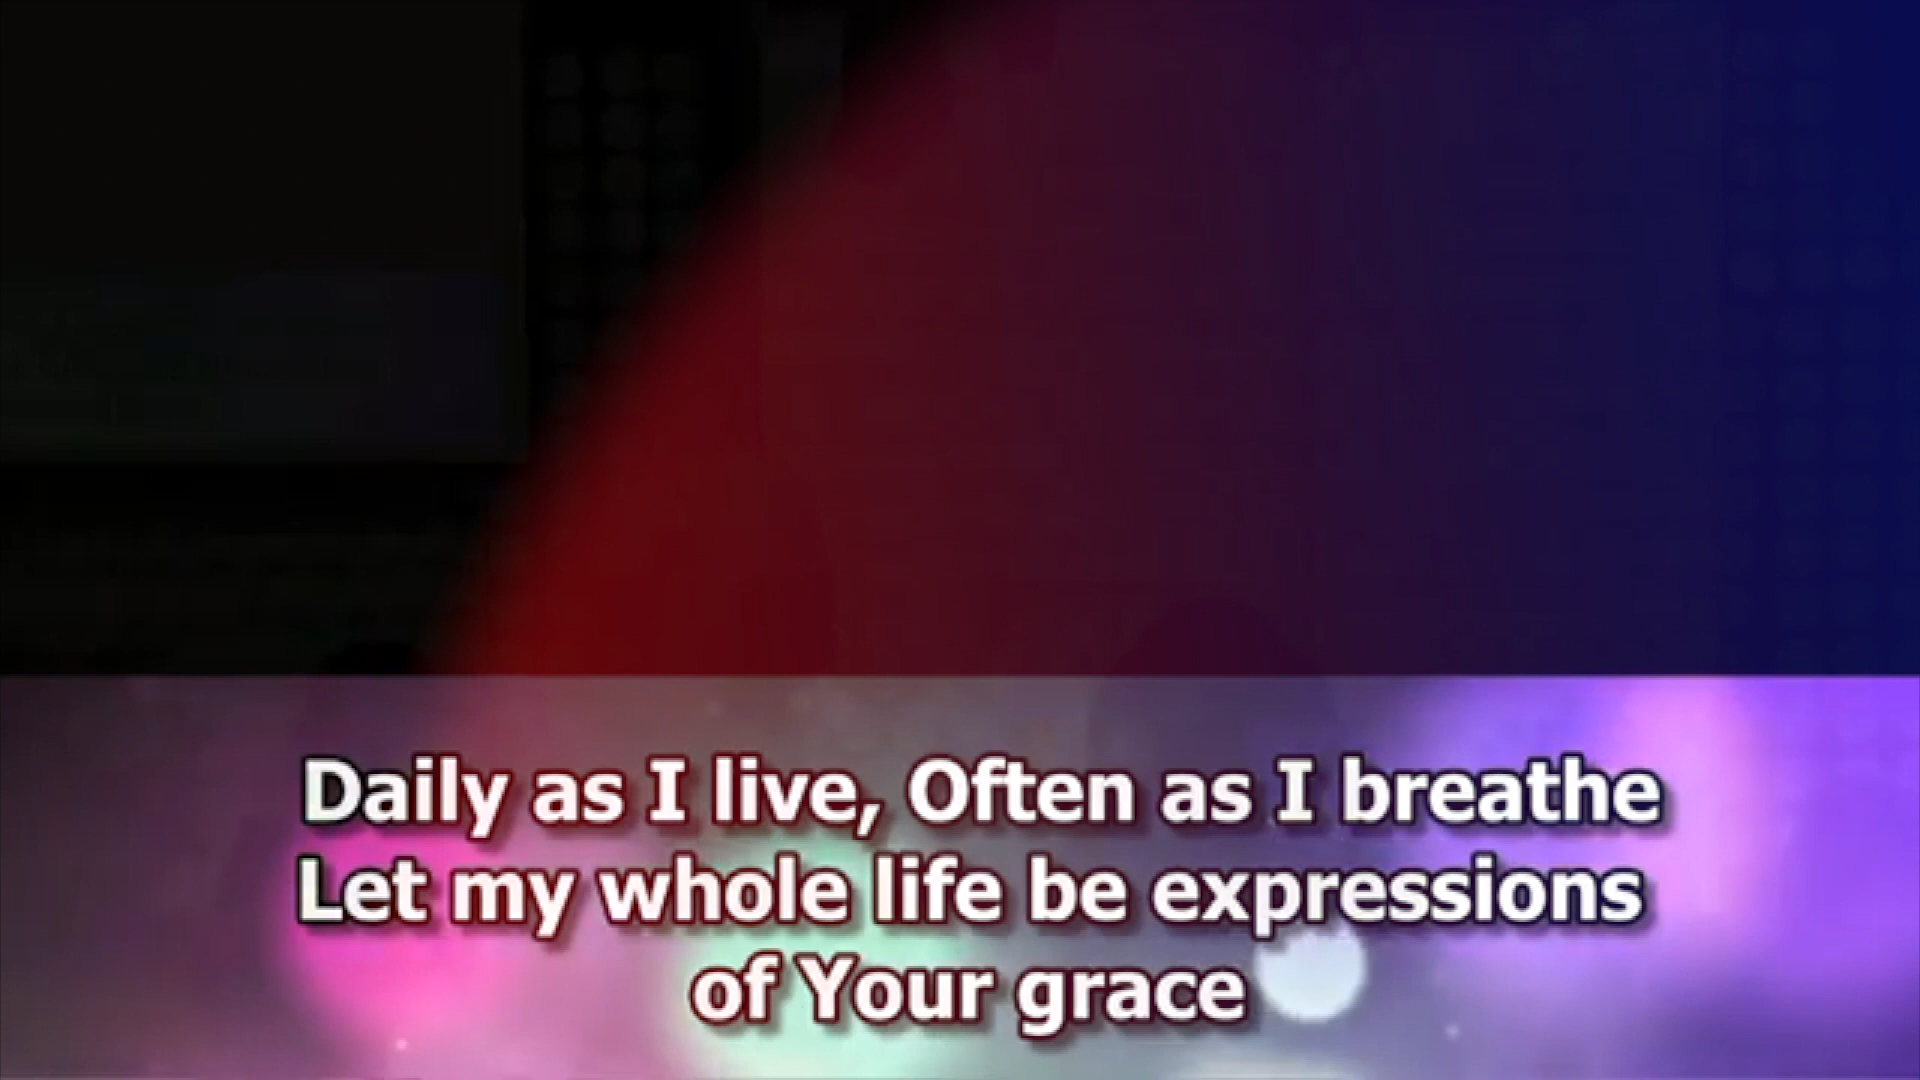 Daily as I live, Often as I breathe
Let my whole life be expressions
of Your grace